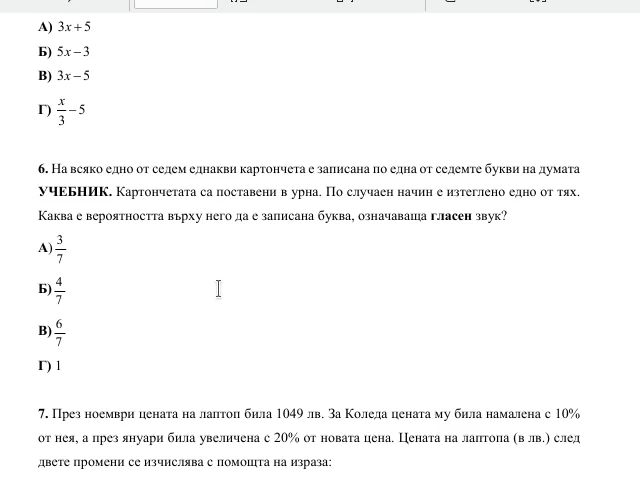 А) 3x + 5
Б) 5x − 3
В) 3x − 5
Г) x/3 − 5
6. На всяко едно от седем еднакви картончета е записана по една от седемте букви на думата
УЧЕБНИК. Картончетата са поставени в урна. По случаен начин е изтеглено едно от тях.
Каква е вероятността върху него да е записана буква, означаваща гласен звук?
А) 3/7
Б) 4/7
В) 6/7
Г) 1
7. През ноември цената на лаптоп била 1049 лв. За Коледа цената му била намалена с 10%
от нея, а през януари била увеличена с 20% от новата цена. Цената на лаптопа (в лв.) след
двете промени се изчислява с помощта на израза: